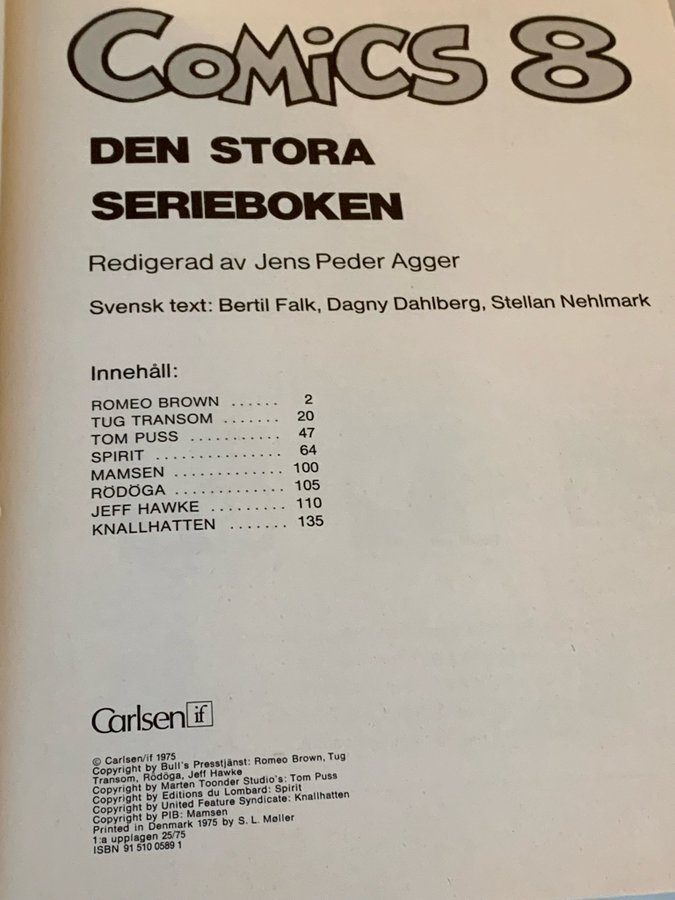 COMICS 8
DEN STORA
SERIEBOKEN
Redigerad av Jens Peder Agger
Svensk text: Bertil Falk, Dagny Dahlberg, Stellan Nehlmark
Innehåll:
ROMEO BROWN ...... 2
TUG TRANSOM ....... 20
TOM PUSS ........... 47
SPIRIT ............... 64
MAMSEN ............. 100
RÖDÖGA ............. 105
JEFF HAWKE ......... 110
KNALLHATTEN ....... 135
Carlsen if
© Carlsen/if 1975
Copyright by Bull's Presstjänst: Romeo Brown, Tug
Transom, Rödöga, Jeff Hawke
Copyright by Marten Toonder Studio's: Tom Puss
Copyright by Editions du Lombard: Spirit
Copyright by United Feature Syndicate: Knallhatten
Copyright by PIB: Mamsen
Printed in Denmark 1975 by S. L. Møller
1:a upplagen 25/75
ISBN 91 510 0589 1